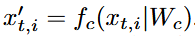 x′_{t,i} = f_c(x_{t,i}|W_c)